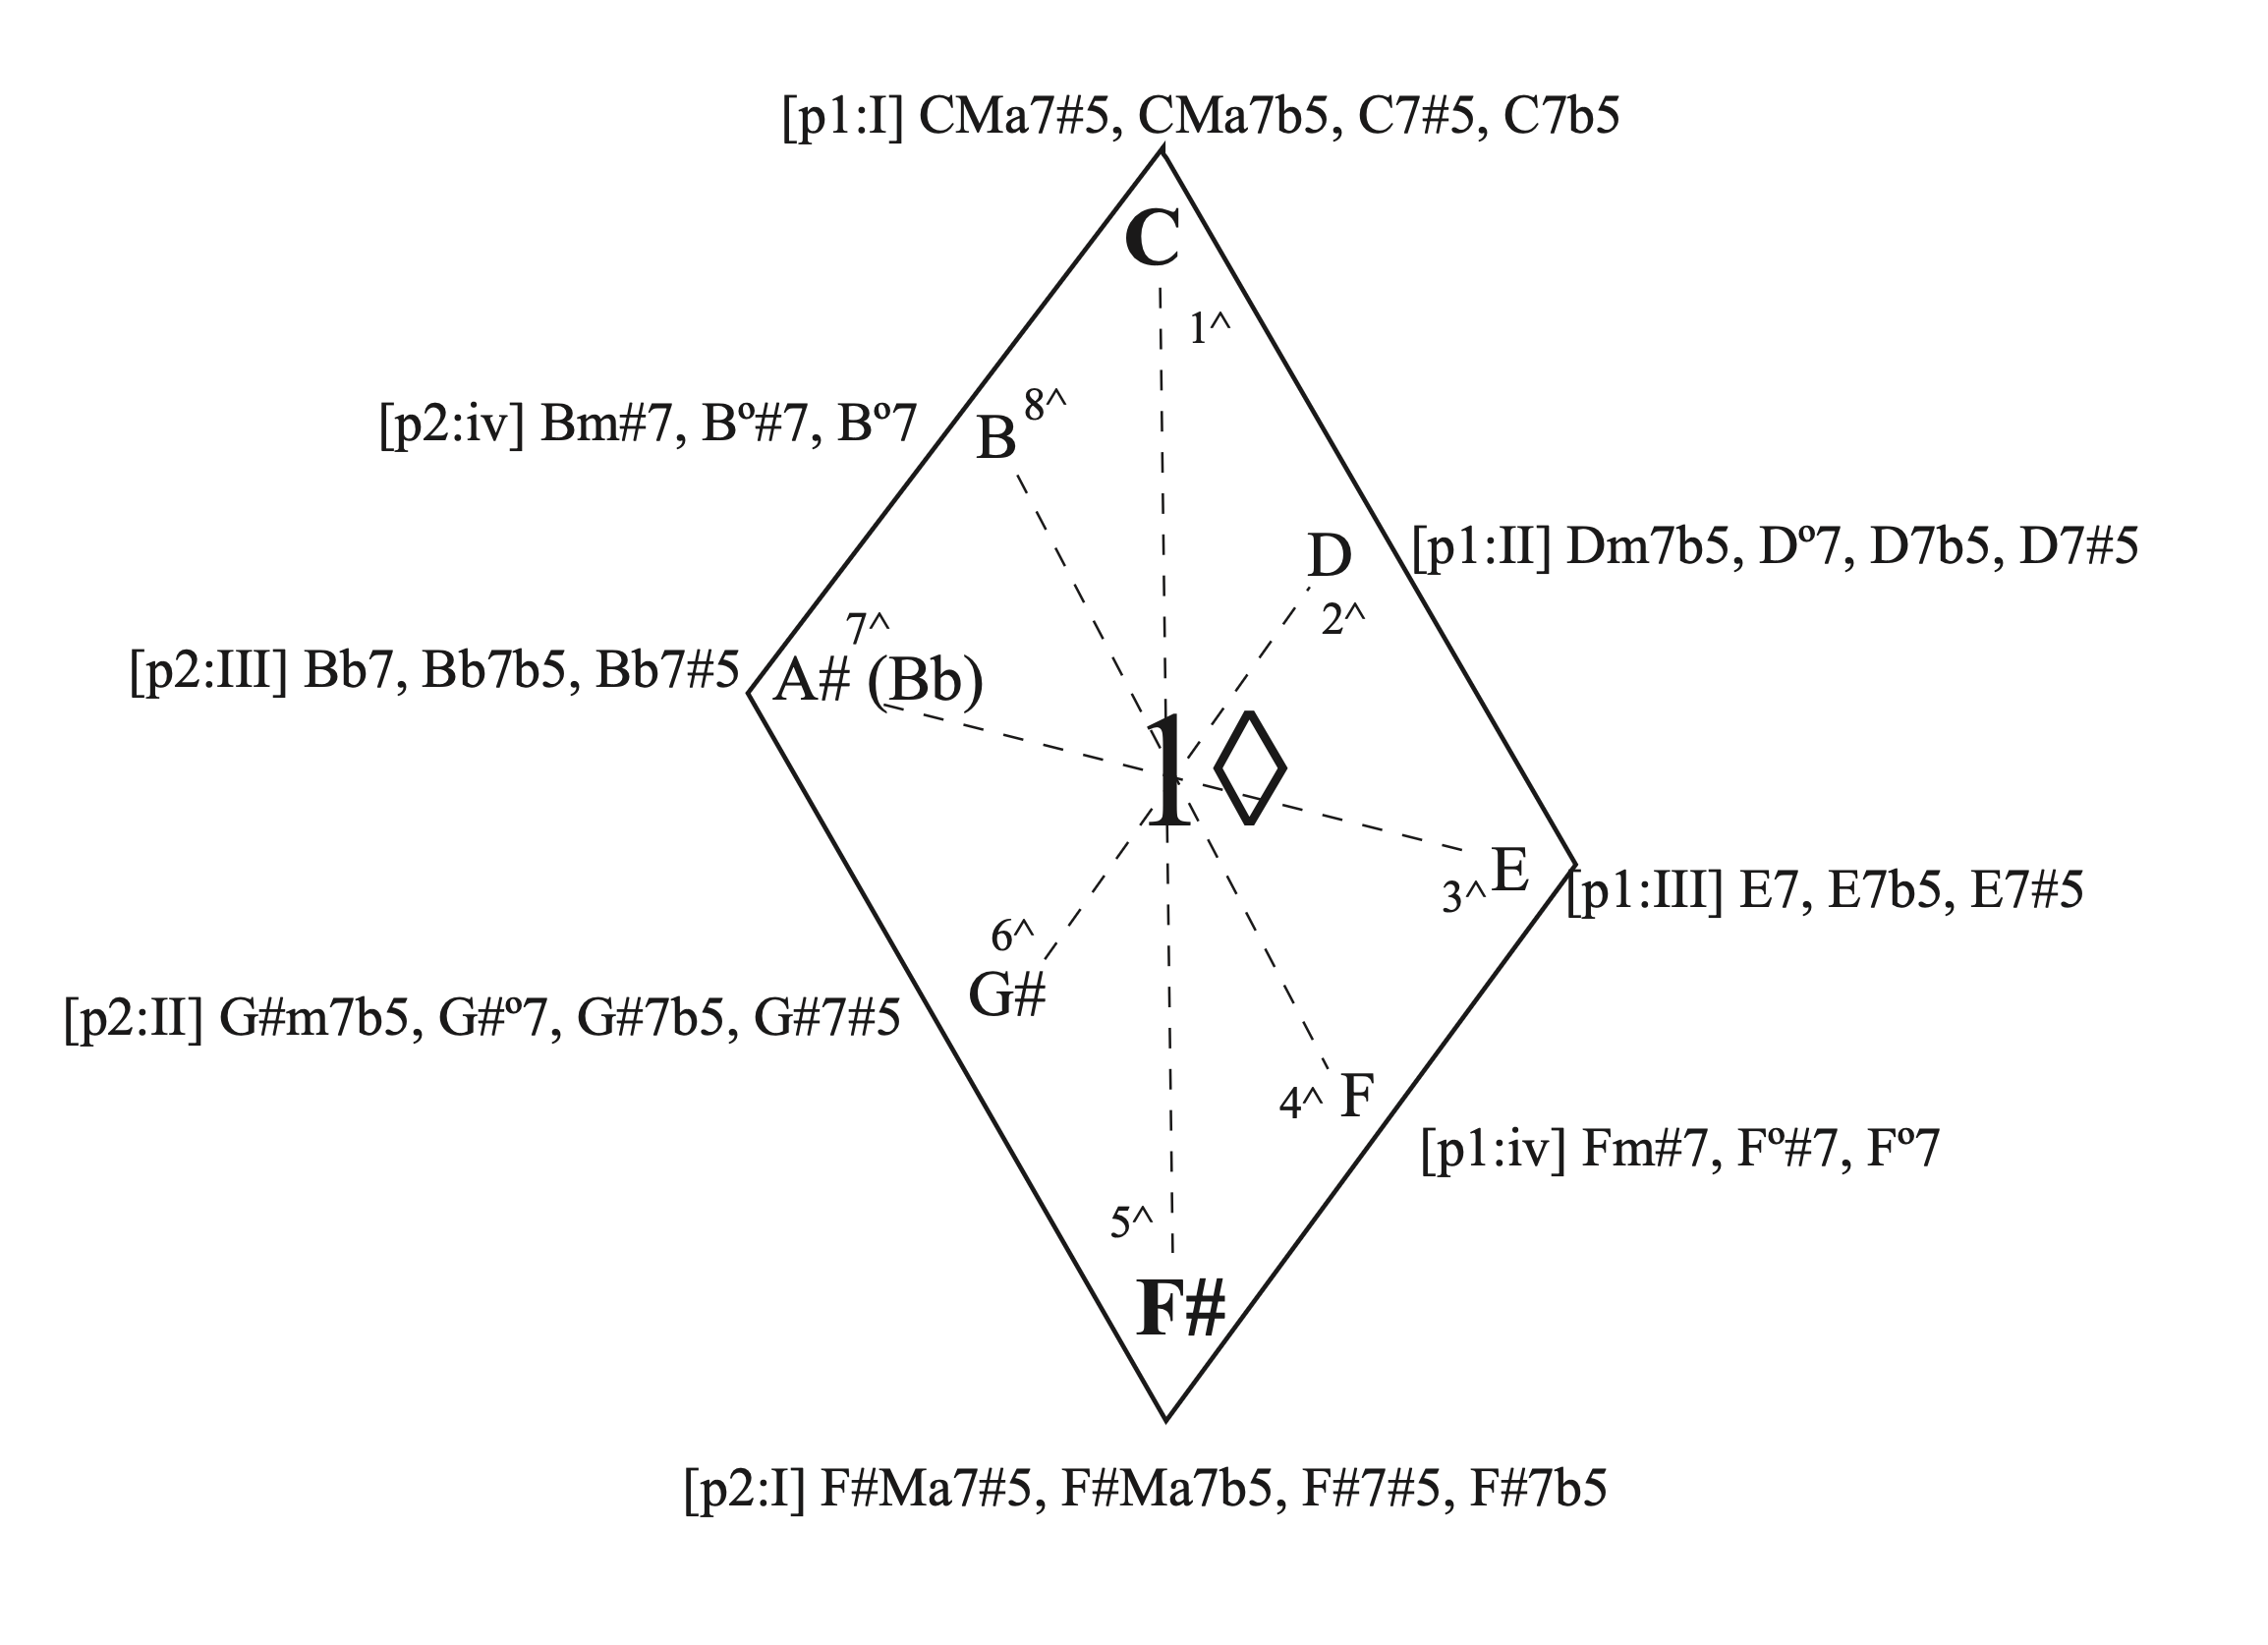 [p1:I] CMa7#5, CMa7b5, C7#5, C7b5
C
1^
8^
[p2:iv] Bm#7, Bº#7, Bº7
B
D
[p1:II] Dm7b5, Dº7, D7b5, D7#5
2^
7^
[p2:III] Bb7, Bb7b5, Bb7#5
A# (Bb)
1◊
E
3^
[p1:III] E7, E7b5, E7#5
6^
G#
[p2:II] G#m7b5, G#º7, G#7b5, G#7#5
4^
F
[p1:iv] Fm#7, Fº#7, Fº7
5^
F#
[p2:I] F#Ma7#5, F#Ma7b5, F#7#5, F#7b5